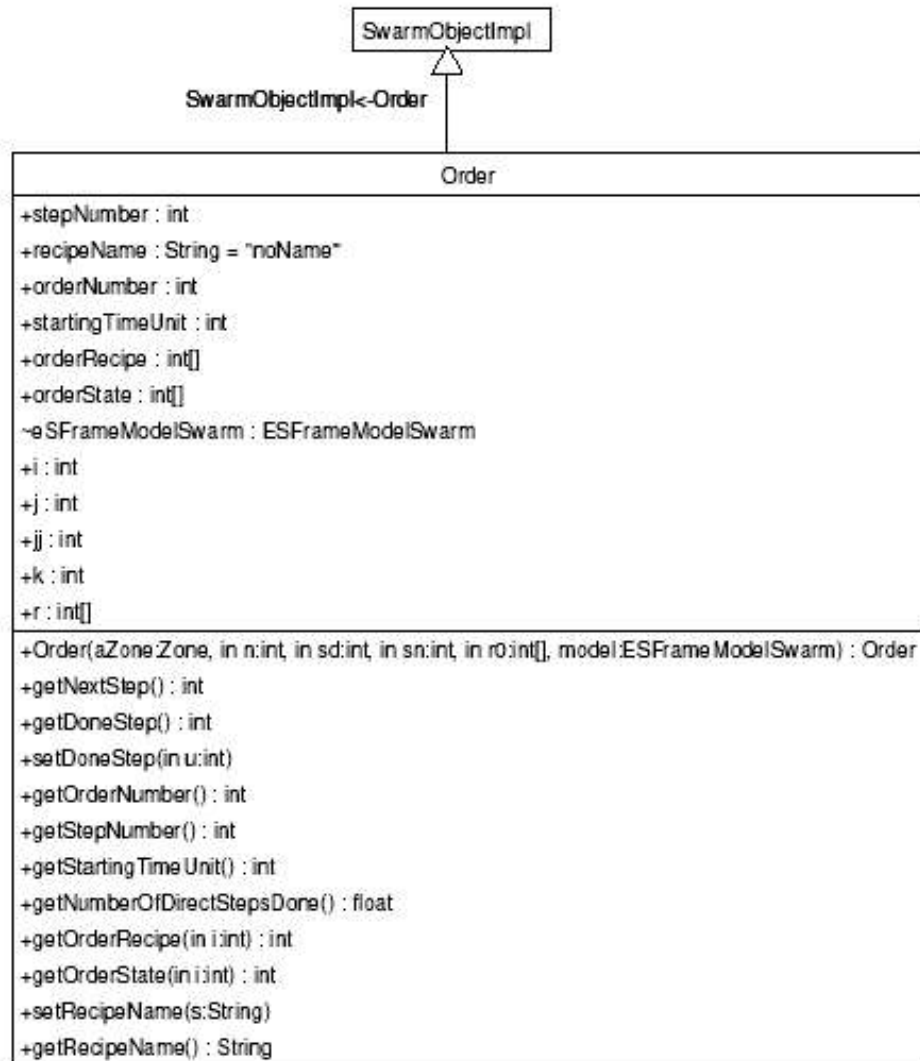 SwarmObjectImpl
SwarmObjectImpl<-Order
Order
+stepNumber : int
+recipeName : String = "noName"
+orderNumber : int
+startingTimeUnit : int
+orderRecipe : int[]
+orderState : int[]
~eSFrameModelSwarm : ESFrameModelSwarm
+i : int
+j : int
+jj : int
+k : int
+r : int[]
+Order(aZone:Zone, in n:int, in sd:int, in sn:int, in r0:int[], model:ESFrameModelSwarm) : Order
+getNextStep() : int
+getDoneStep() : int
+setDoneStep(in u:int)
+getOrderNumber() : int
+getStepNumber() : int
+getStartingTimeUnit() : int
+getNumberOfDirectStepsDone() : float
+getOrderRecipe(in i:int) : int
+getOrderState(in i:int) : int
+setRecipeName(s:String)
+getRecipeName() : String